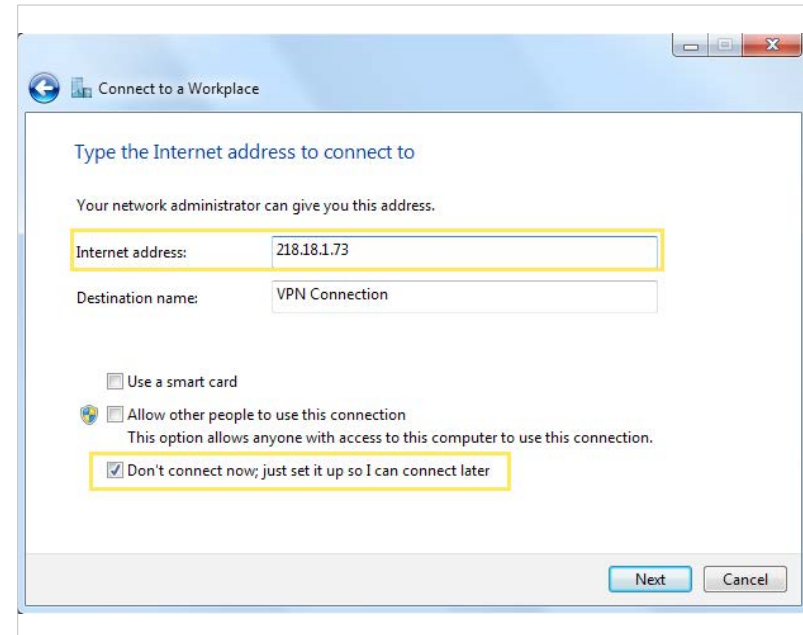 Connect to a Workplace
Type the Internet address to connect to
Your network administrator can give you this address.
Internet address: 218.18.1.73
Destination name: VPN Connection
Use a smart card
Allow other people to use this connection
This option allows anyone with access to this computer to use this connection.
Don't connect now; just set it up so I can connect later
Next Cancel